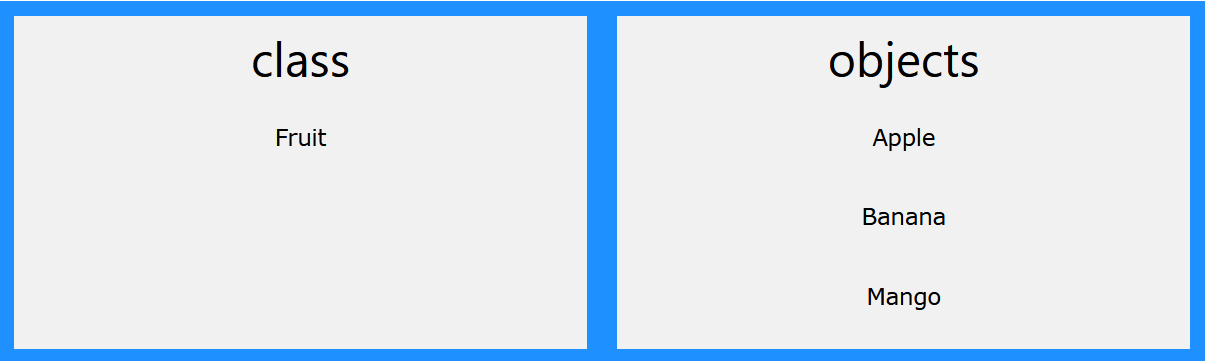 class
Fruit
objects
Apple
Banana
Mango